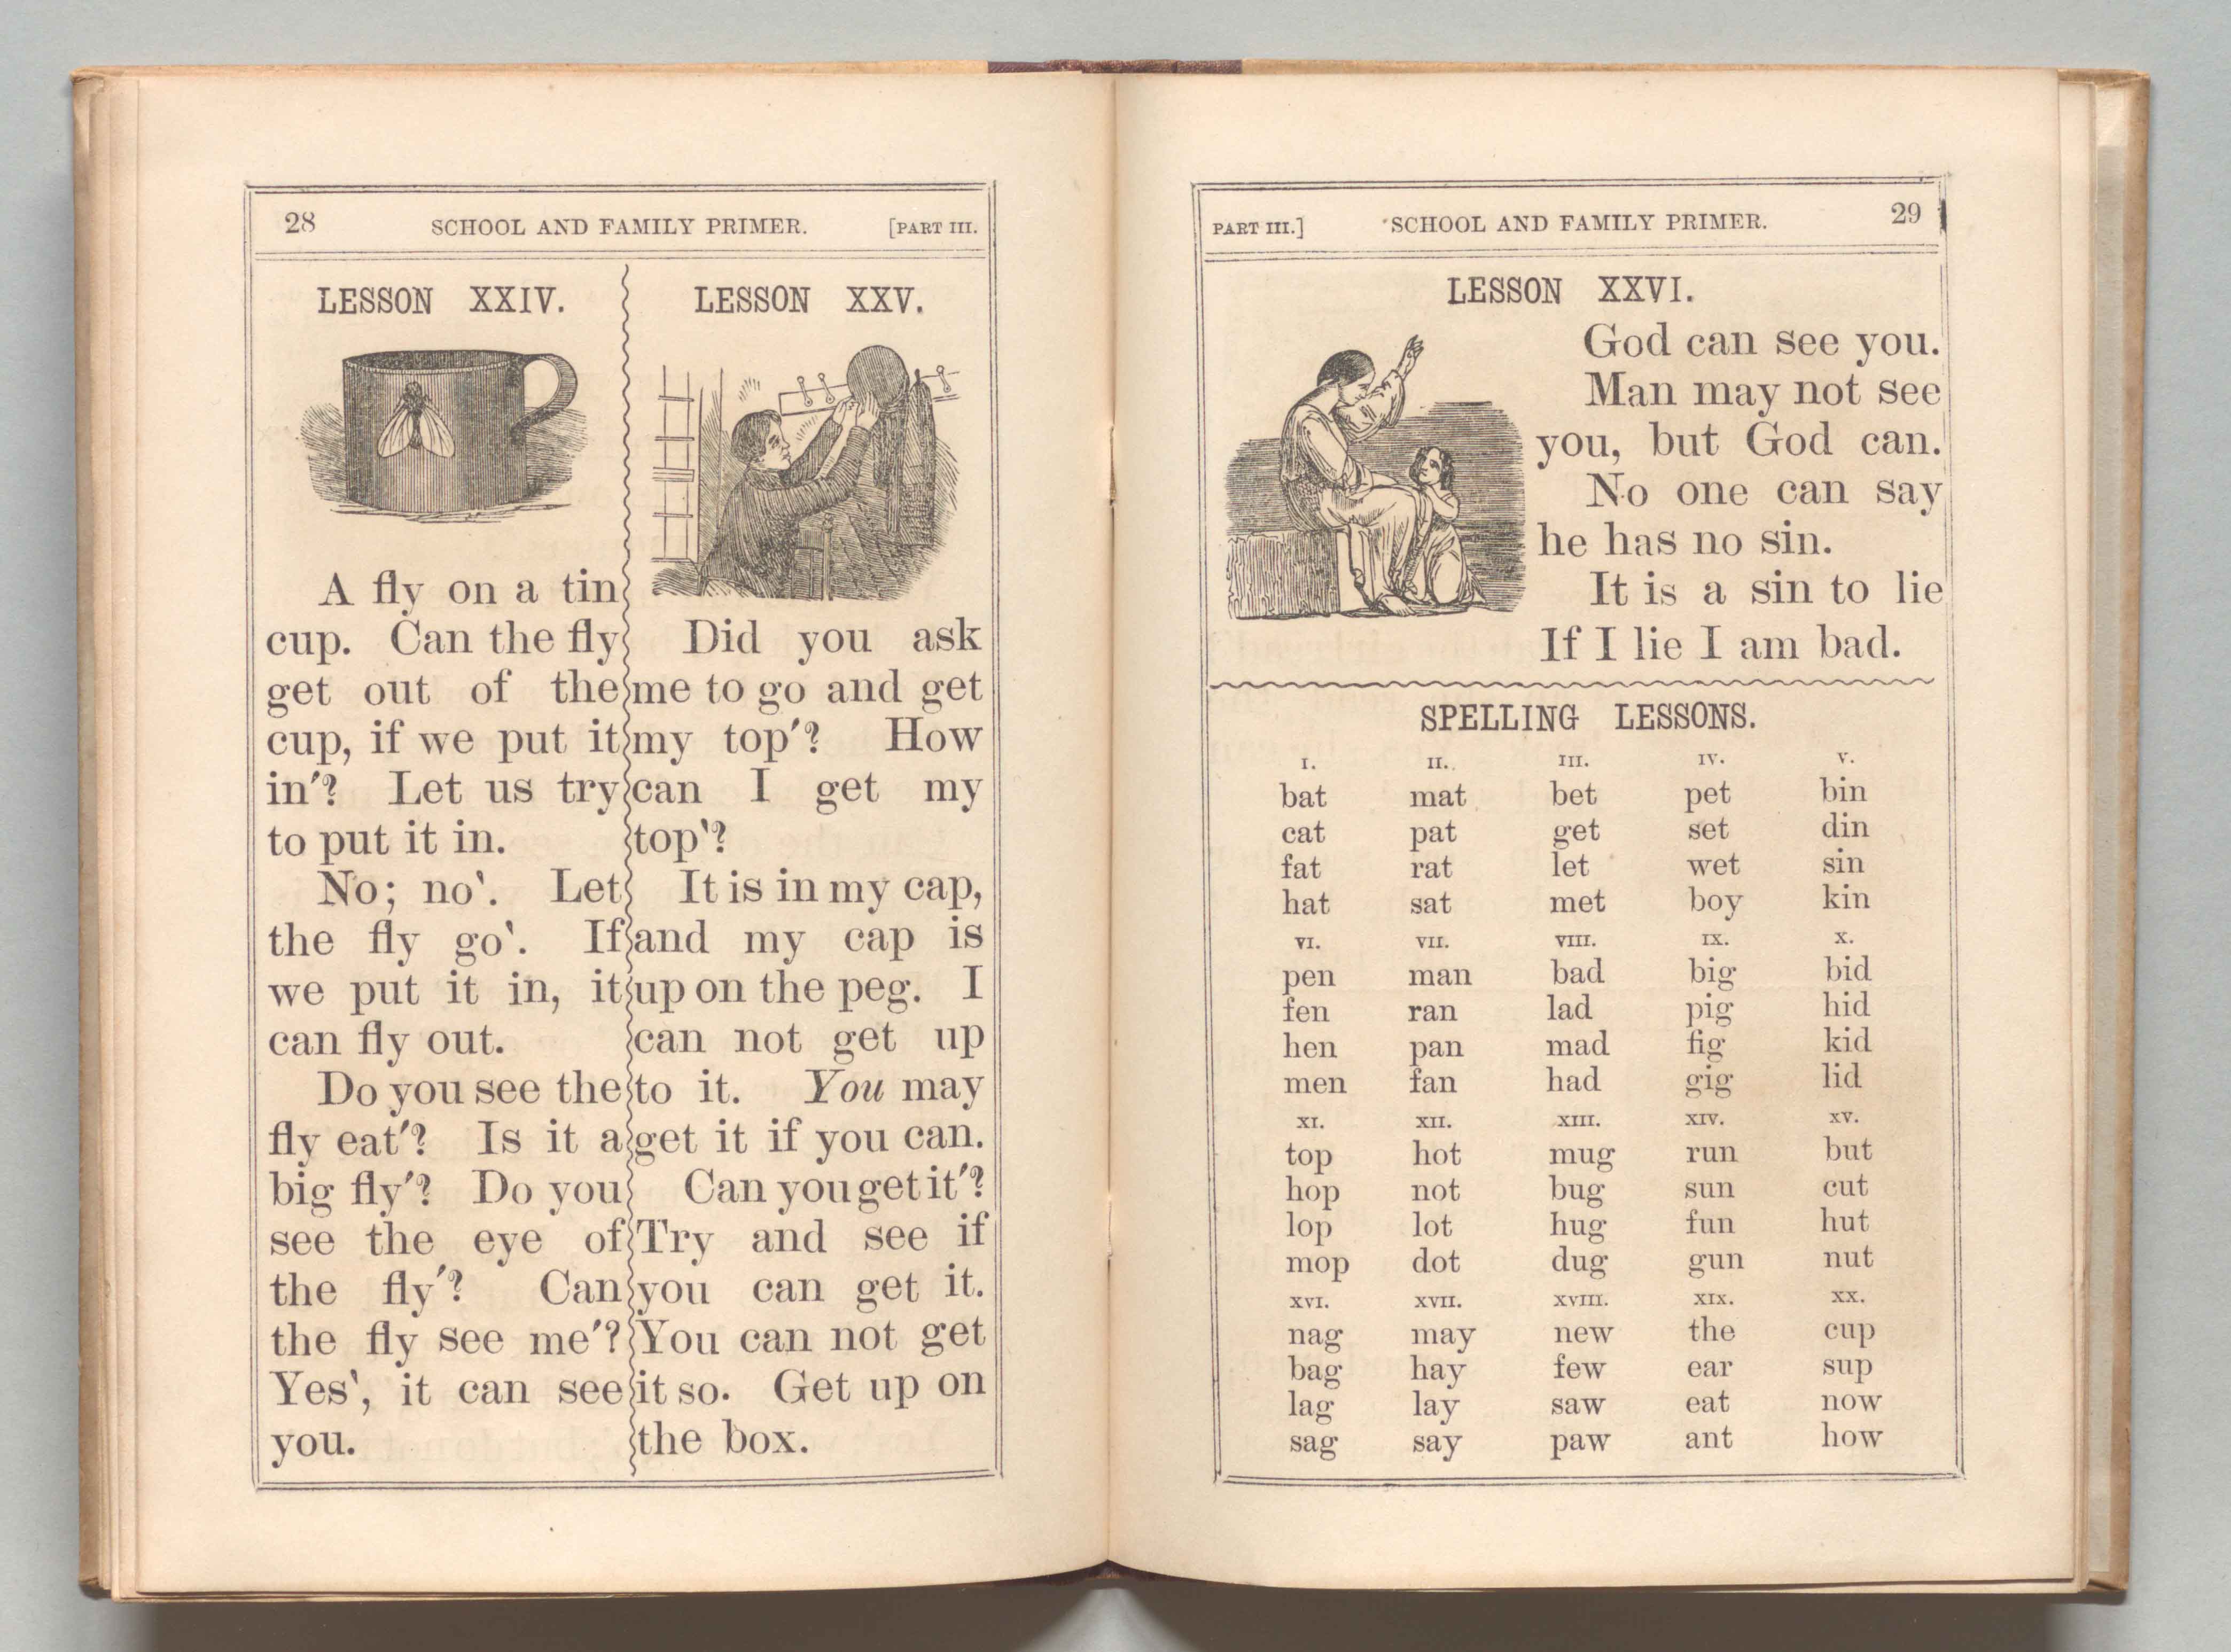 28 SCHOOL AND FAMILY PRIMER. [PART III.
LESSON XXIV.
A fly on a tin
cup. Can the fly
get out of the
cup, if we put it
in'? Let us try
to put it in.
No; no'. Let
the fly go'. If
we put it in, it
can fly out.
Do you see the
fly eat'? Is it a
big fly'? Do you
see the eye of
the fly'? Can
the fly see me'?
Yes', it can see
you.
LESSON XXV.
Did you ask
me to go and get
my top'? How
can I get my
top'?
It is in my cap,
and my cap is
up on the peg. I
can not get up
to it. You may
get it if you can.
Can you get it'?
Try and see if
you can get it.
You can not get
it so. Get up on
the box.
PART III.] SCHOOL AND FAMILY PRIMER. 29
LESSON XXVI.
God can see you.
Man may not see
you, but God can.
No one can say
he has no sin.
It is a sin to lie
If I lie I am bad.
SPELLING LESSONS.
I. II. III. IV. V.
bat mat bet pet bin
cat pat get set din
fat rat let wet sin
hat sat met boy kin
VI. VII. VIII. IX. X.
pen man bad big bid
fen ran lad pig hid
hen pan mad fig kid
men fan had gig lid
XI. XII. XIII. XIV. XV.
top hot mug run but
hop not bug sun cut
lop lot hug fun hut
mop dot dug gun nut
XVI. XVII. XVIII. XIX. XX.
nag may new the cup
bag hay few ear sup
lag lay saw eat now
sag say paw ant how